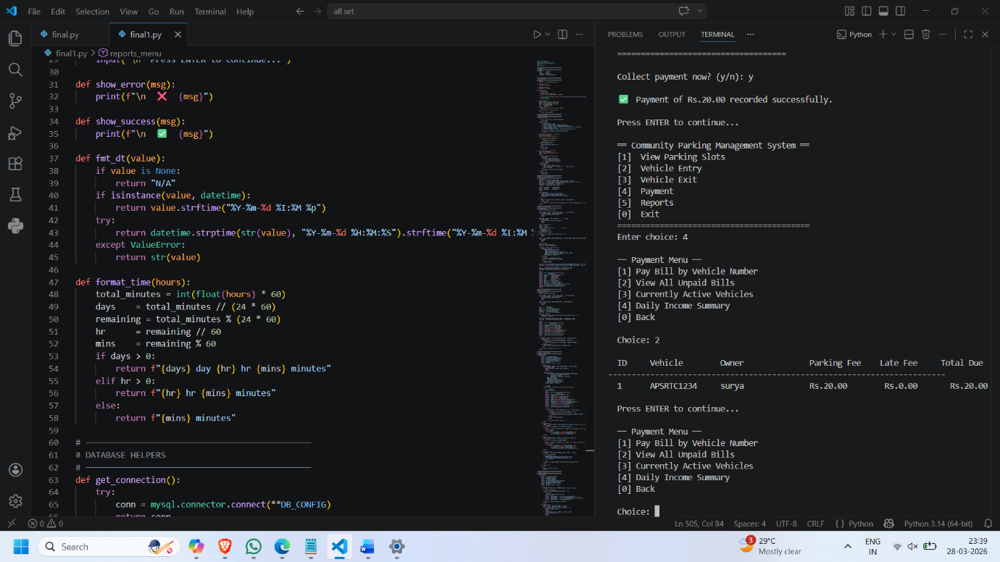 File Edit Selection View Go Run Terminal Help
all set
final.py
final1.py
final1.py > reports_menu
29 input("\n Press ENTER to continue...")
30
31 def show_error(msg):
32 print(f"\n ❌ {msg}")
33
34 def show_success(msg):
35 print(f"\n ✅ {msg}")
36
37 def fmt_dt(value):
38 if value is None:
39 return "N/A"
40 if isinstance(value, datetime):
41 return value.strftime("%Y-%m-%d %I:%M %p")
42 try:
43 return datetime.strptime(str(value), "%Y-%m-%d %H:%M:%S").strftime("%Y-%m-%d %I:%M %
44 except ValueError:
45 return str(value)
46
47 def format_time(hours):
48 total_minutes = int(float(hours) * 60)
49 days = total_minutes // (24 * 60)
50 remaining = total_minutes % (24 * 60)
51 hr = remaining // 60
52 mins = remaining % 60
53 if days > 0:
54 return f"{days} day {hr} hr {mins} minutes"
55 elif hr > 0:
56 return f"{hr} hr {mins} minutes"
57 else:
58 return f"{mins} minutes"
59
60 # ──────────────────────────
61 # DATABASE HELPERS
62 # ──────────────────────────
63 def get_connection():
64 try:
65 conn = mysql.connector.connect(**DB_CONFIG)
66 return conn
PROBLEMS OUTPUT TERMINAL ...
Python
====================================
Collect payment now? (y/n): y
✅ Payment of Rs.20.00 recorded successfully.
Press ENTER to continue...
══ Community Parking Management System ══
[1] View Parking Slots
[2] Vehicle Entry
[3] Vehicle Exit
[4] Payment
[5] Reports
[0] Exit
=========================================
Enter choice: 4
── Payment Menu ──
[1] Pay Bill by Vehicle Number
[2] View All Unpaid Bills
[3] Currently Active Vehicles
[4] Daily Income Summary
[0] Back
Choice: 2
ID Vehicle Owner Parking Fee Late Fee Total Due
------------------------------------------------------------------------
1 APSRTC1234 surya Rs.20.00 Rs.0.00 Rs.20.00
Press ENTER to continue...
── Payment Menu ──
[1] Pay Bill by Vehicle Number
[2] View All Unpaid Bills
[3] Currently Active Vehicles
[4] Daily Income Summary
[0] Back
Choice:
0 0 Ln 505, Col 84 Spaces: 4 UTF-8 CRLF {} Python Python 3.14 (64-bit)
Search
3
29°C
Mostly clear
ENG
IN
23:39
28-03-2026